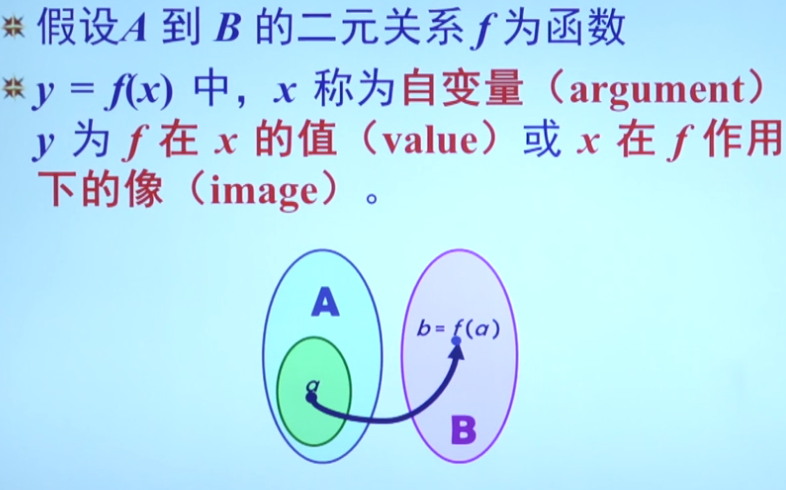 假设A 到 B 的二元关系 f 为函数
y = f(x) 中，x 称为自变量（argument）
y 为 f 在 x 的值（value）或 x 在 f 作用
下的像（image）。
A
b = f(a)
a
B